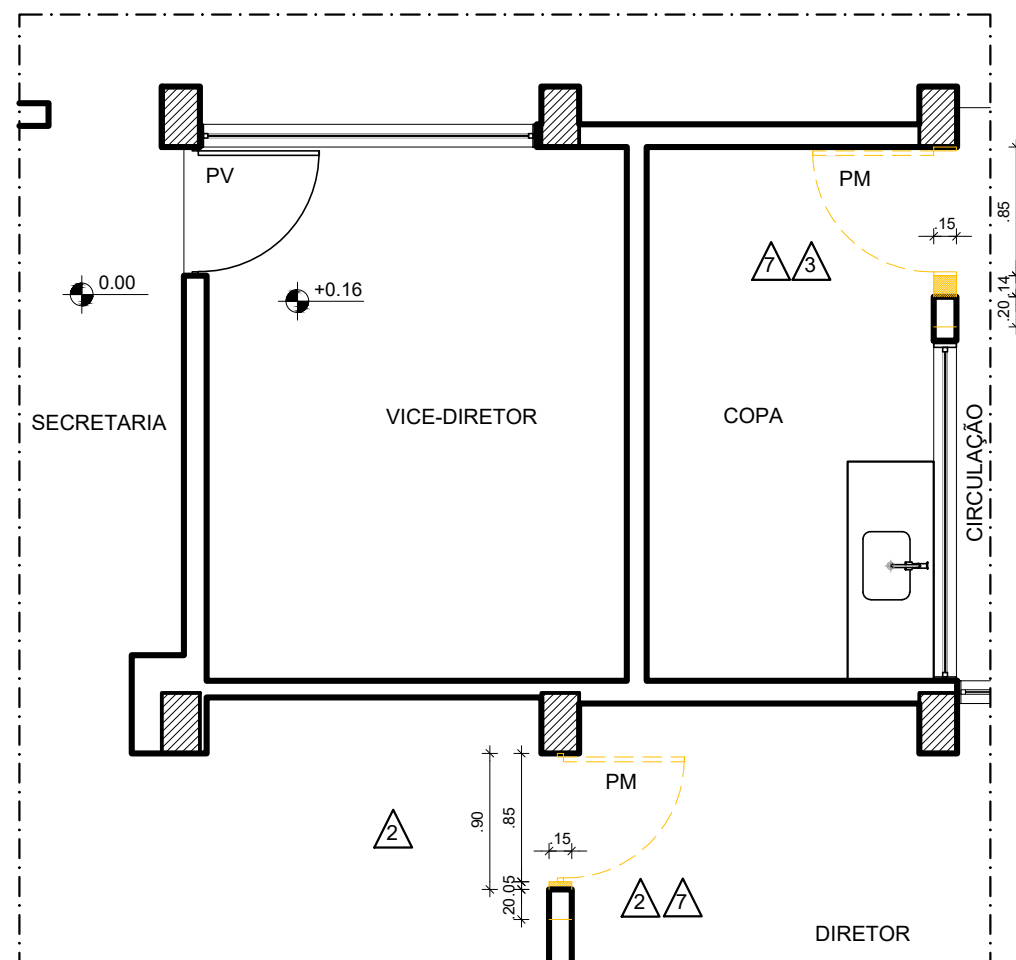 PV
PM
.85
.15
7 3
0.00
+0.16
.14
.20
SECRETARIA
VICE-DIRETOR
COPA
CIRCULAÇÃO
PM
.90
.85
2
.15
.05
.20
2 7
DIRETOR